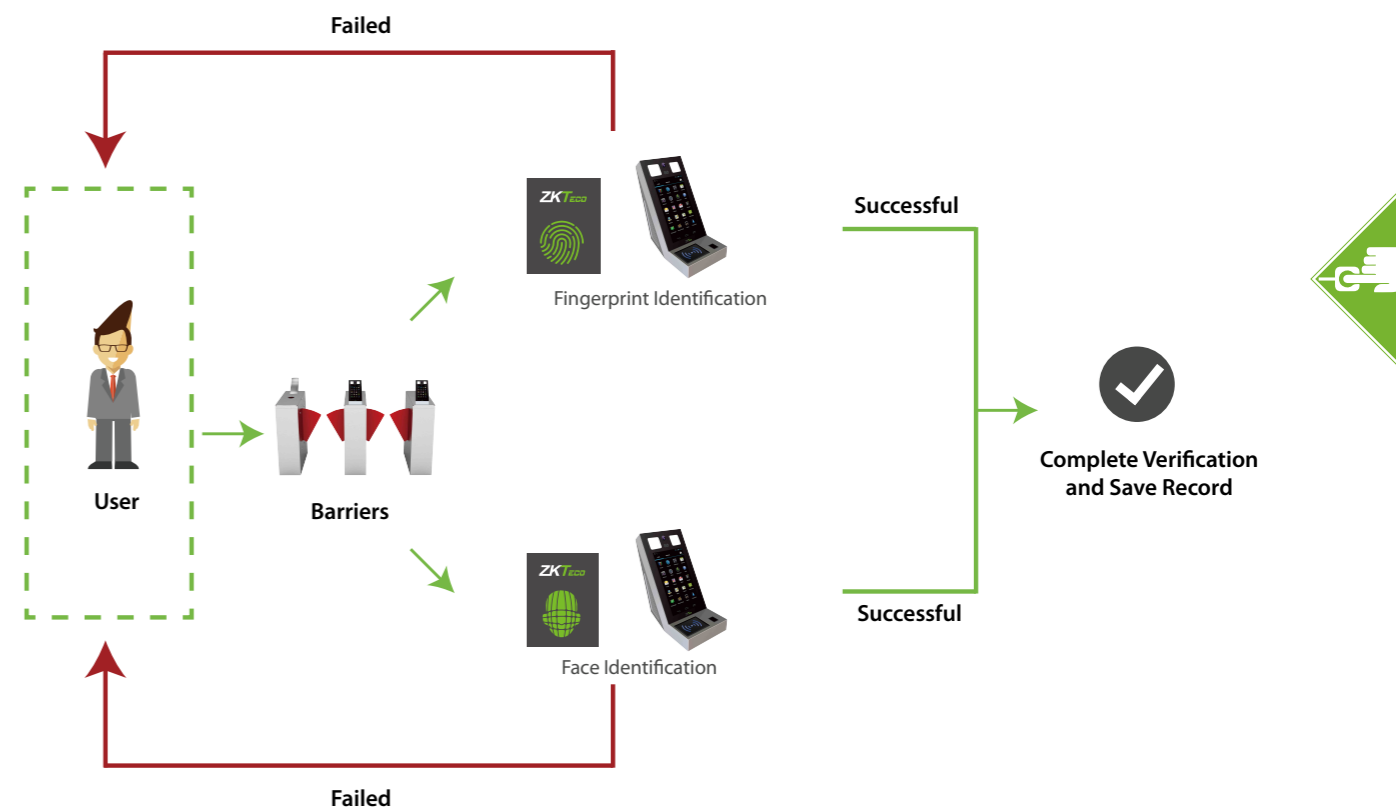 Failed
ZKTECO
Fingerprint Identification
Successful
User
Barriers
Complete Verification
and Save Record
ZKTECO
Face Identification
Successful
Failed